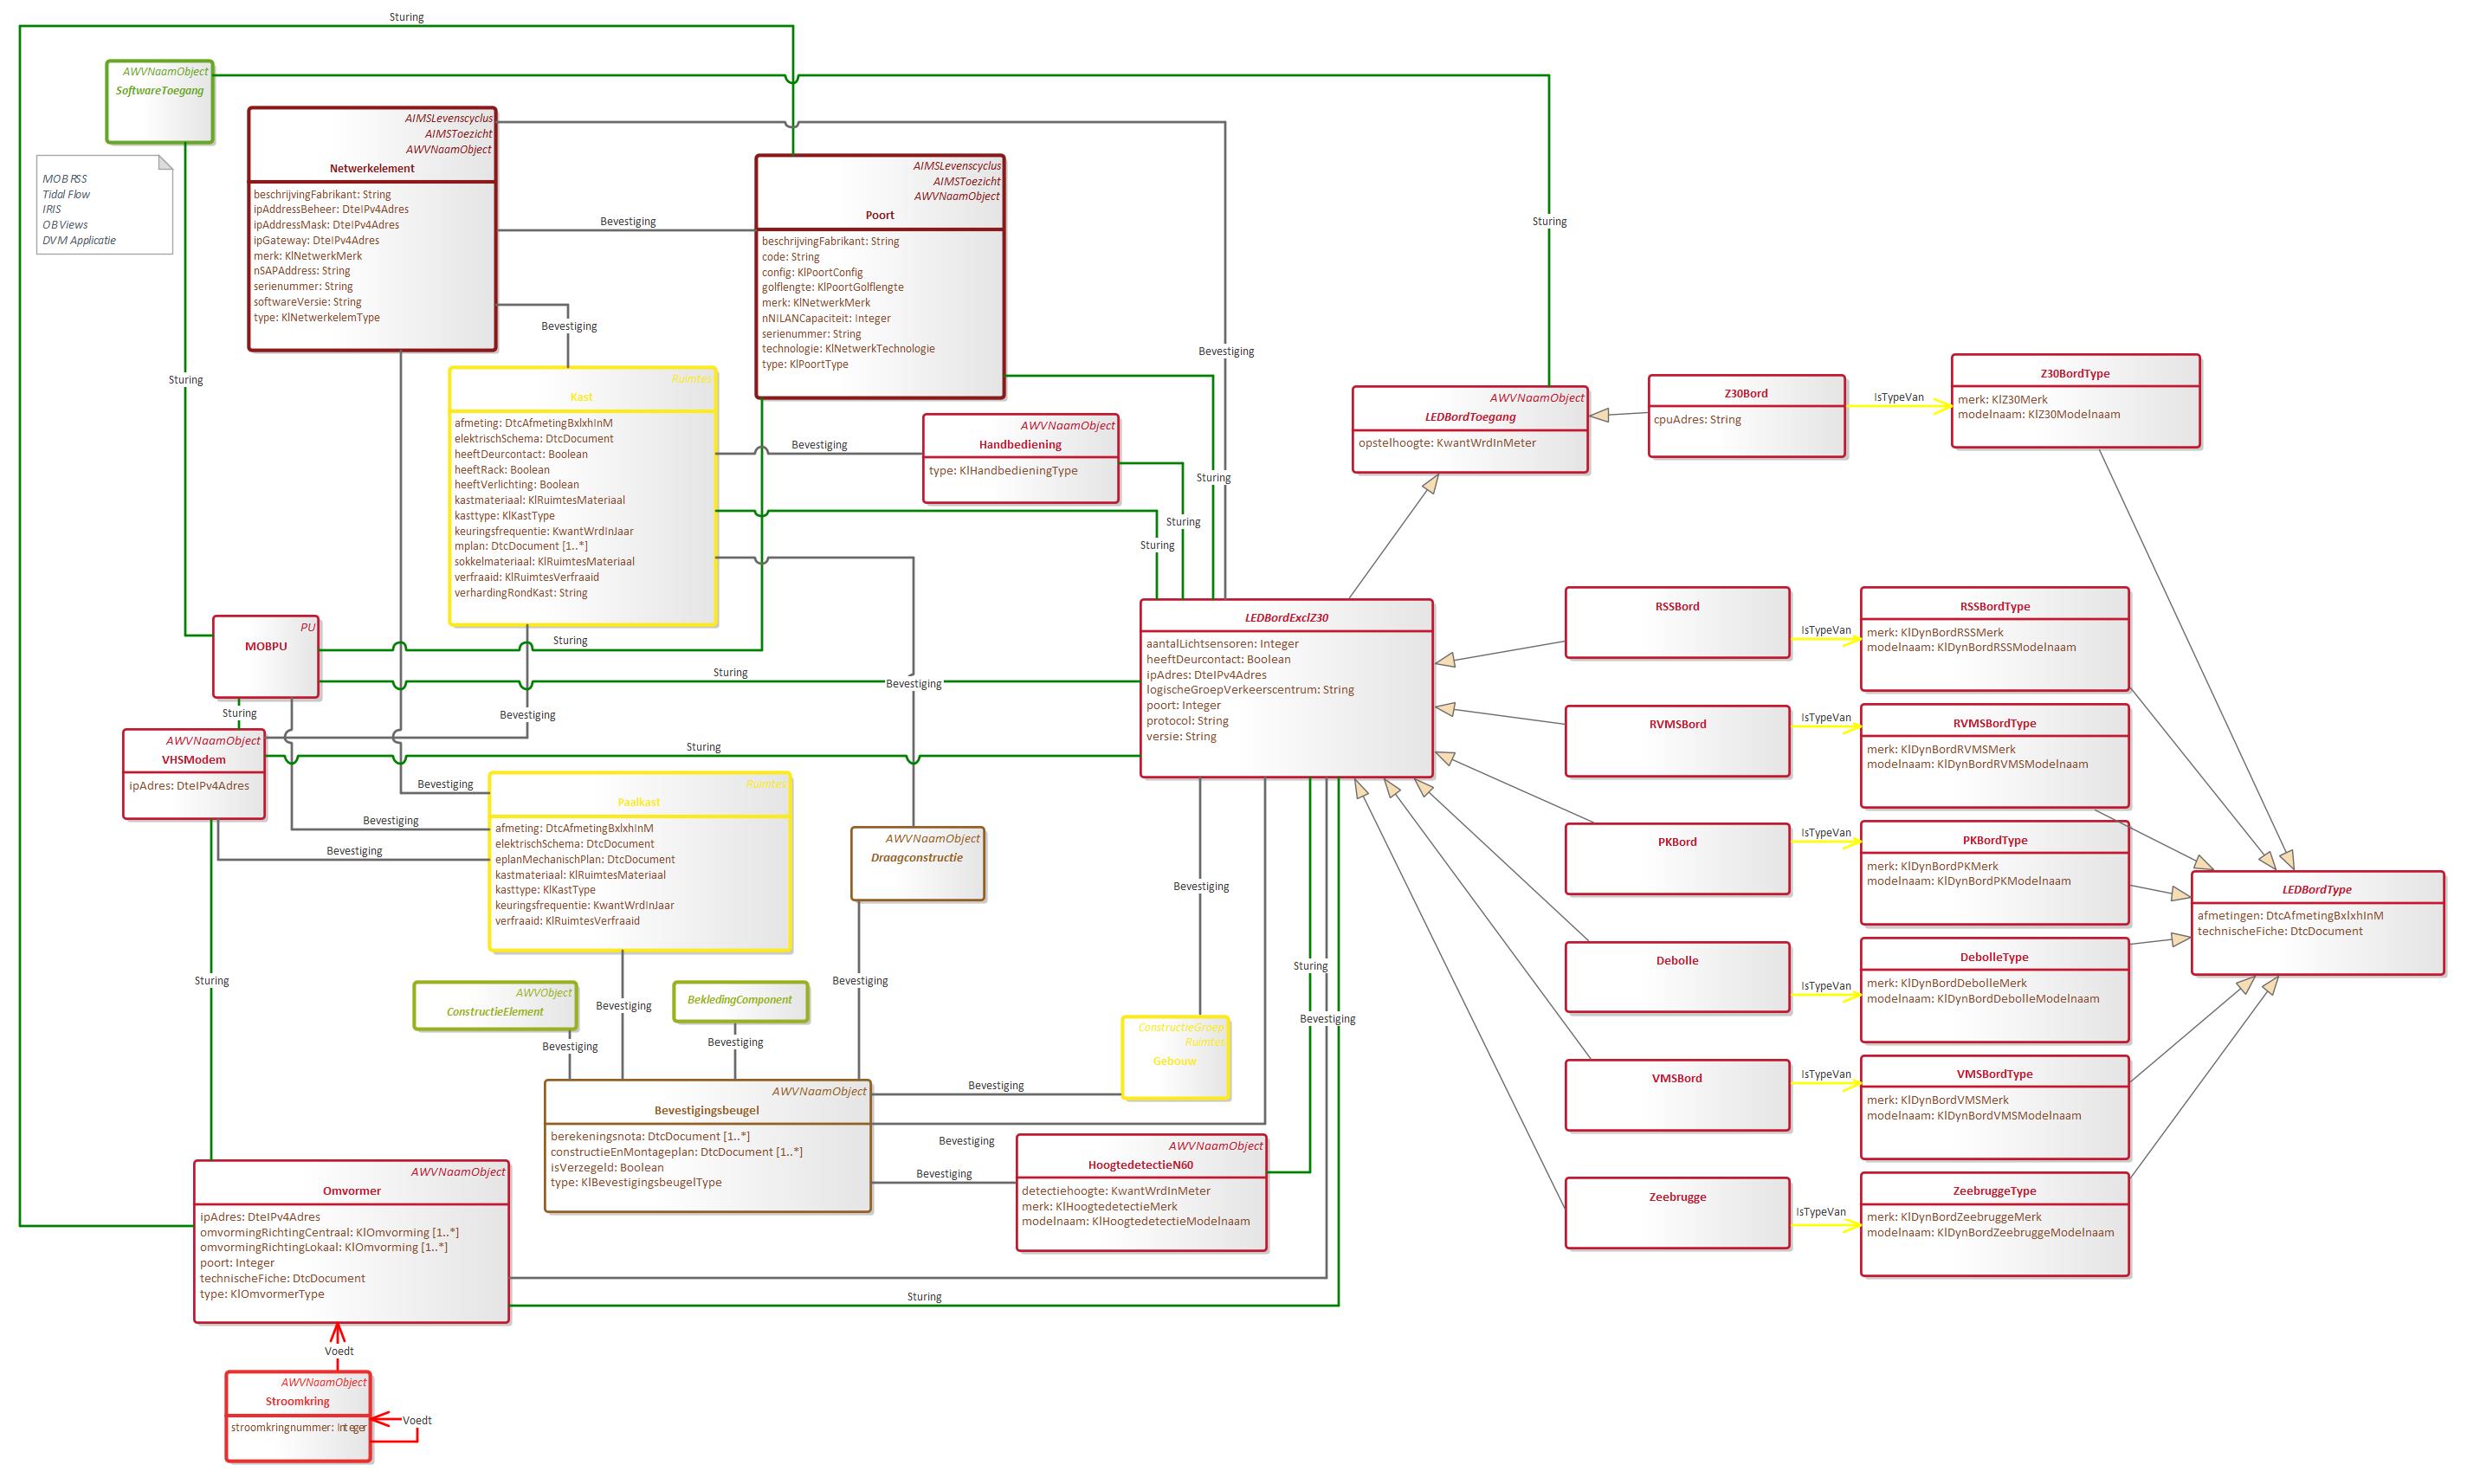 Sturing
AWVNaamObject
SoftwareToegang
MOB RSS
Tidal Flow
IRIS
OBViews
DVM Applicatie
AIMSLevenscyclus
AIMSToezicht
AWVNaamObject
Netwerkelement
beschrijvingFabrikant: String
ipAddressBeheer: DteIPv4Adres
ipAddressMask: DteIPv4Adres
ipGateway: DteIPv4Adres
merk: KlNetwerkMerk
nSAPAddress: String
serienummer: String
softwareVersie: String
type: KlNetwerkelemType
Bevestiging
AIMSLevenscyclus
AIMSToezicht
AWVNaamObject
Poort
beschrijvingFabrikant: String
code: String
config: KlPoortConfig
golflengte: KlPoortGolflengte
merk: KlNetwerkMerk
nNILANCapaciteit: Integer
serienummer: String
technologie: KlNetwerkTechnologie
type: KlPoortType
Sturing
Bevestiging
Bevestiging
Sturing
Ruimtes
Kast
afmeting: DtcAfmetingBxlxhInM
elektrischSchema: DtcDocument
heeftDeurcontact: Boolean
heeftRack: Boolean
heeftVerlichting: Boolean
kastmateriaal: KlRuimtesMateriaal
kasttype: KlKastType
keuringsfrequentie: KwantWrdInJaar
mplan: DtcDocument [1..*]
sokkelmateriaal: KlRuimtesMateriaal
verfraaid: KlRuimtesVerfraaid
verhardingRondKast: String
Bevestiging
AWVNaamObject
Handbediening
type: KlHandbedieningType
Sturing
Sturing
Sturing
AWVNaamObject
LEDBordToegang
opstelhoogte: KwantWrdInMeter
Z30Bord
cpuAdres: String
IsTypeVan
Z30BordType
merk: KlZ30Merk
modelnaam: KlZ30Modelnaam
PU
MOBPU
Sturing
Sturing
Bevestiging
Sturing
Bevestiging
AWVNaamObject
VHSModem
ipAdres: DteIPv4Adres
Sturing
LEDBordExclZ30
aantalLichtsensoren: Integer
heeftDeurcontact: Boolean
ipAdres: DteIPv4Adres
logischeGroepVerkeerscentrum: String
poort: Integer
protocol: String
versie: String
RSSBord
IsTypeVan
RSSBordType
merk: KlDynBordRSSMerk
modelnaam: KlDynBordRSSModelnaam
RVMSBord
IsTypeVan
RVMSBordType
merk: KlDynBordRVMSMerk
modelnaam: KlDynBordRVMSModelnaam
PKBord
IsTypeVan
PKBordType
merk: KlDynBordPKMerk
modelnaam: KlDynBordPKModelnaam
LEDBordType
afmetingen: DtcAfmetingBxlxhInM
technischeFiche: DtcDocument
Debolle
IsTypeVan
DebolleType
merk: KlDynBordDebolleMerk
modelnaam: KlDynBordDebolleModelnaam
VMSBord
IsTypeVan
VMSBordType
merk: KlDynBordVMSMerk
modelnaam: KlDynBordVMSModelnaam
Zeebrugge
IsTypeVan
ZeebruggeType
merk: KlDynBordZeebruggeMerk
modelnaam: KlDynBordZeebruggeModelnaam
Bevestiging
Bevestiging
Bevestiging
Ruimtes
Paalkast
afmeting: DtcAfmetingBxlxhInM
elektrischSchema: DtcDocument
eplanMechanischPlan: DtcDocument
kastmateriaal: KlRuimtesMateriaal
kasttype: KlKastType
keuringsfrequentie: KwantWrdInJaar
verfraaid: KlRuimtesVerfraaid
AWVNaamObject
Draagconstructie
Bevestiging
Sturing
Sturing
Bevestiging
AWVObject
ConstructieElement
BekledingComponent
Bevestiging
Bevestiging
Bevestiging
Bevestiging
ConstructieGroep
Ruimtes
Gebouw
Bevestiging
AWVNaamObject
Bevestigingsbeugel
berekeningsnota: DtcDocument [1..*]
constructieEnMontageplan: DtcDocument [1..*]
isVerzegeld: Boolean
type: KlBevestigingsbeugelType
Bevestiging
Bevestiging
AWVNaamObject
HoogtedetectieN60
detectiehoogte: KwantWrdInMeter
merk: KlHoogtedetectieMerk
modelnaam: KlHoogtedetectieModelnaam
AWVNaamObject
Omvormer
ipAdres: DteIPv4Adres
omvormingRichtingCentraal: KlOmvorming [1..*]
omvormingRichtingLokaal: KlOmvorming [1..*]
poort: Integer
technischeFiche: DtcDocument
type: KlOmvormerType
Sturing
Voedt
AWVNaamObject
Stroomkring
stroomkringnummer: Integer
Voedt